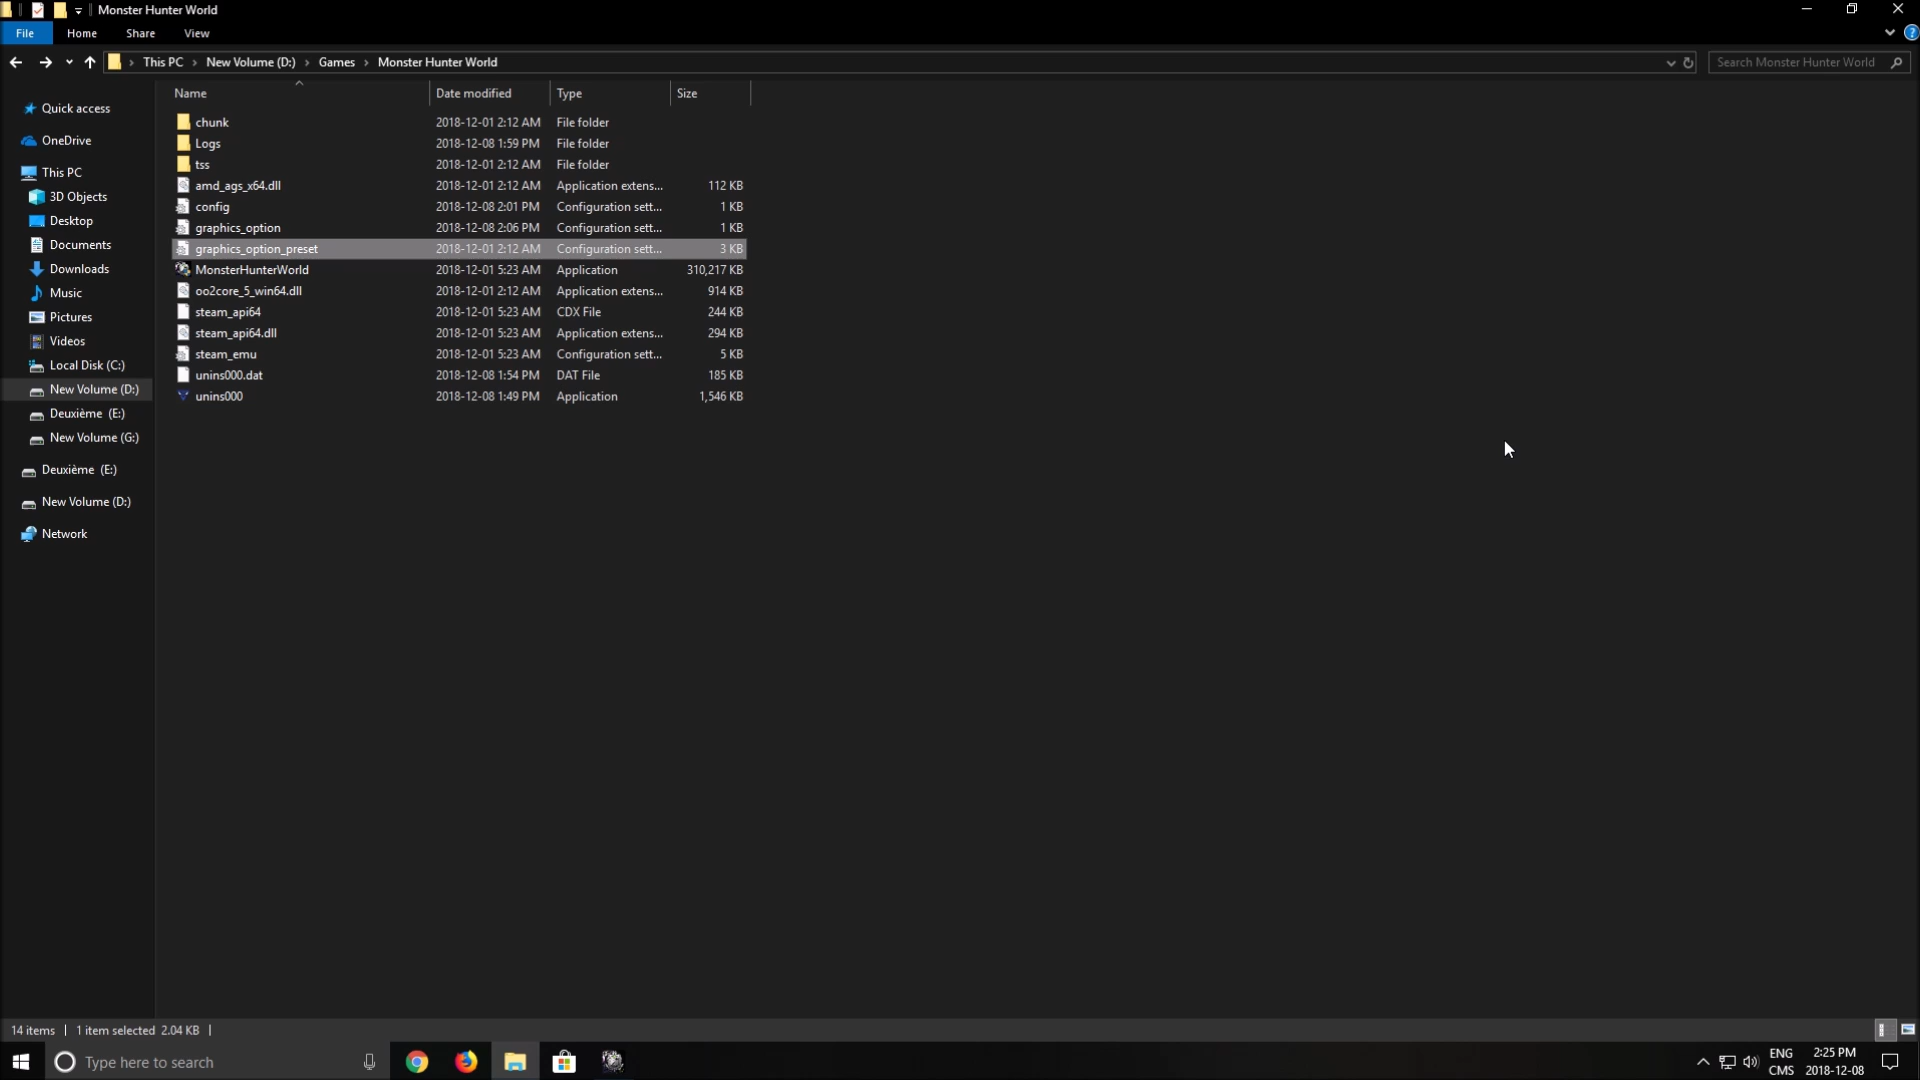 Monster Hunter World
File Home Share View
This PC New Volume (D:) Games Monster Hunter World Search Monster Hunter World
Name Date modified Type Size
Quick access
OneDrive
This PC
3D Objects
Desktop
Documents
Downloads
Music
Pictures
Videos
Local Disk (C:)
New Volume (D:)
Deuxième (E:)
New Volume (G:)
Deuxième (E:)
New Volume (D:)
Network
chunk 2018-12-01 2:12 AM File folder
Logs 2018-12-08 1:59 PM File folder
tss 2018-12-01 2:12 AM File folder
amd_ags_x64.dll 2018-12-01 2:12 AM Application extens... 112 KB
config 2018-12-08 2:01 PM Configuration sett... 1 KB
graphics_option 2018-12-08 2:06 PM Configuration sett... 1 KB
graphics_option_preset 2018-12-01 2:12 AM Configuration sett... 3 KB
MonsterHunterWorld 2018-12-01 5:23 AM Application 310,217 KB
oo2core_5_win64.dll 2018-12-01 2:12 AM Application extens... 914 KB
steam_api64 2018-12-01 5:23 AM CDX File 244 KB
steam_api64.dll 2018-12-01 5:23 AM Application extens... 294 KB
steam_emu 2018-12-01 5:23 AM Configuration sett... 5 KB
unins000.dat 2018-12-08 1:54 PM DAT File 185 KB
unins000 2018-12-08 1:49 PM Application 1,546 KB
14 items 1 item selected 2.04 KB
Type here to search
ENG 2:25 PM
CMS 2018-12-08